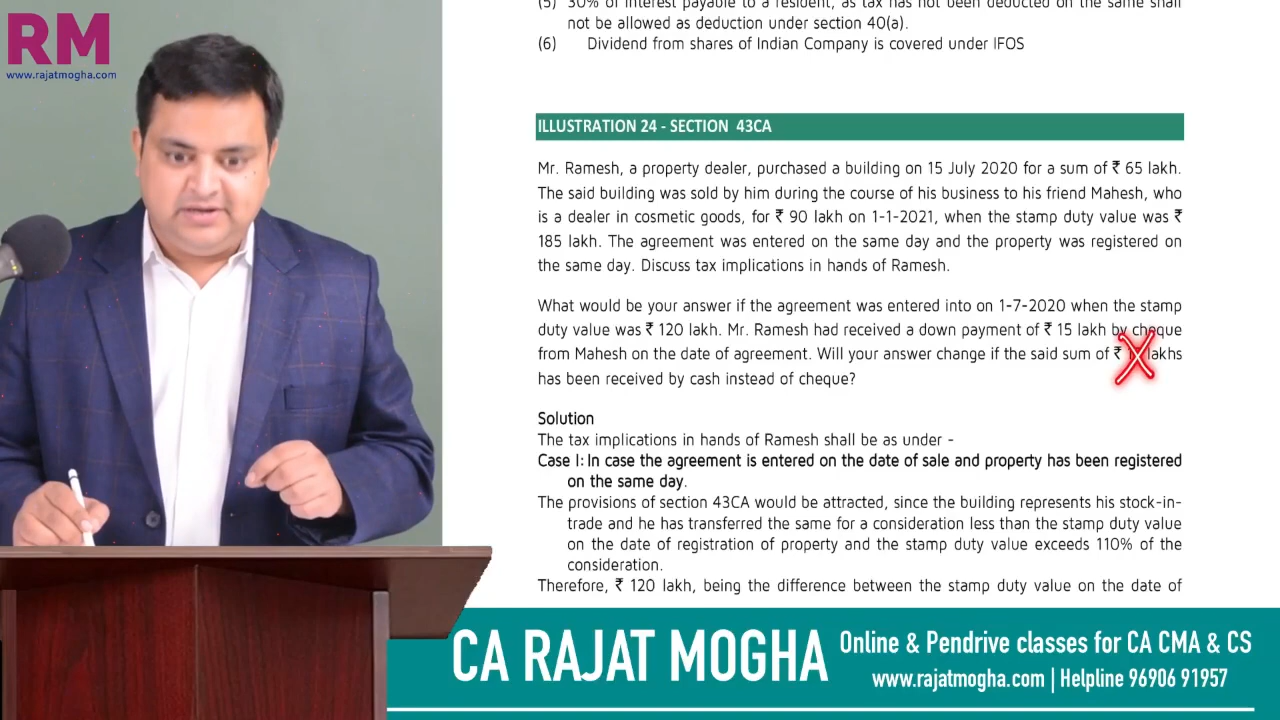 RM
www.rajatmogha.com
(5) 30% of interest payable to a resident, as tax has not been deducted on the same shall
not be allowed as deduction under section 40(a).
(6) Dividend from shares of Indian Company is covered under IFOS
ILLUSTRATION 24 - SECTION 43CA
Mr. Ramesh, a property dealer, purchased a building on 15 July 2020 for a sum of ₹ 65 lakh.
The said building was sold by him during the course of his business to his friend Mahesh, who
is a dealer in cosmetic goods, for ₹ 90 lakh on 1-1-2021, when the stamp duty value was ₹
185 lakh. The agreement was entered on the same day and the property was registered on
the same day. Discuss tax implications in hands of Ramesh.
What would be your answer if the agreement was entered into on 1-7-2020 when the stamp
duty value was ₹ 120 lakh. Mr. Ramesh had received a down payment of ₹ 15 lakh by cheque
from Mahesh on the date of agreement. Will your answer change if the said sum of ₹ lakhs
has been received by cash instead of cheque?
Solution
The tax implications in hands of Ramesh shall be as under -
Case I: In case the agreement is entered on the date of sale and property has been registered
on the same day.
The provisions of section 43CA would be attracted, since the building represents his stock-in-
trade and he has transferred the same for a consideration less than the stamp duty value
on the date of registration of property and the stamp duty value exceeds 110% of the
consideration.
Therefore, ₹ 120 lakh, being the difference between the stamp duty value on the date of
CA RAJAT MOGHA
Online & Pendrive classes for CA CMA & CS
www.rajatmogha.com | Helpline 96906 91957